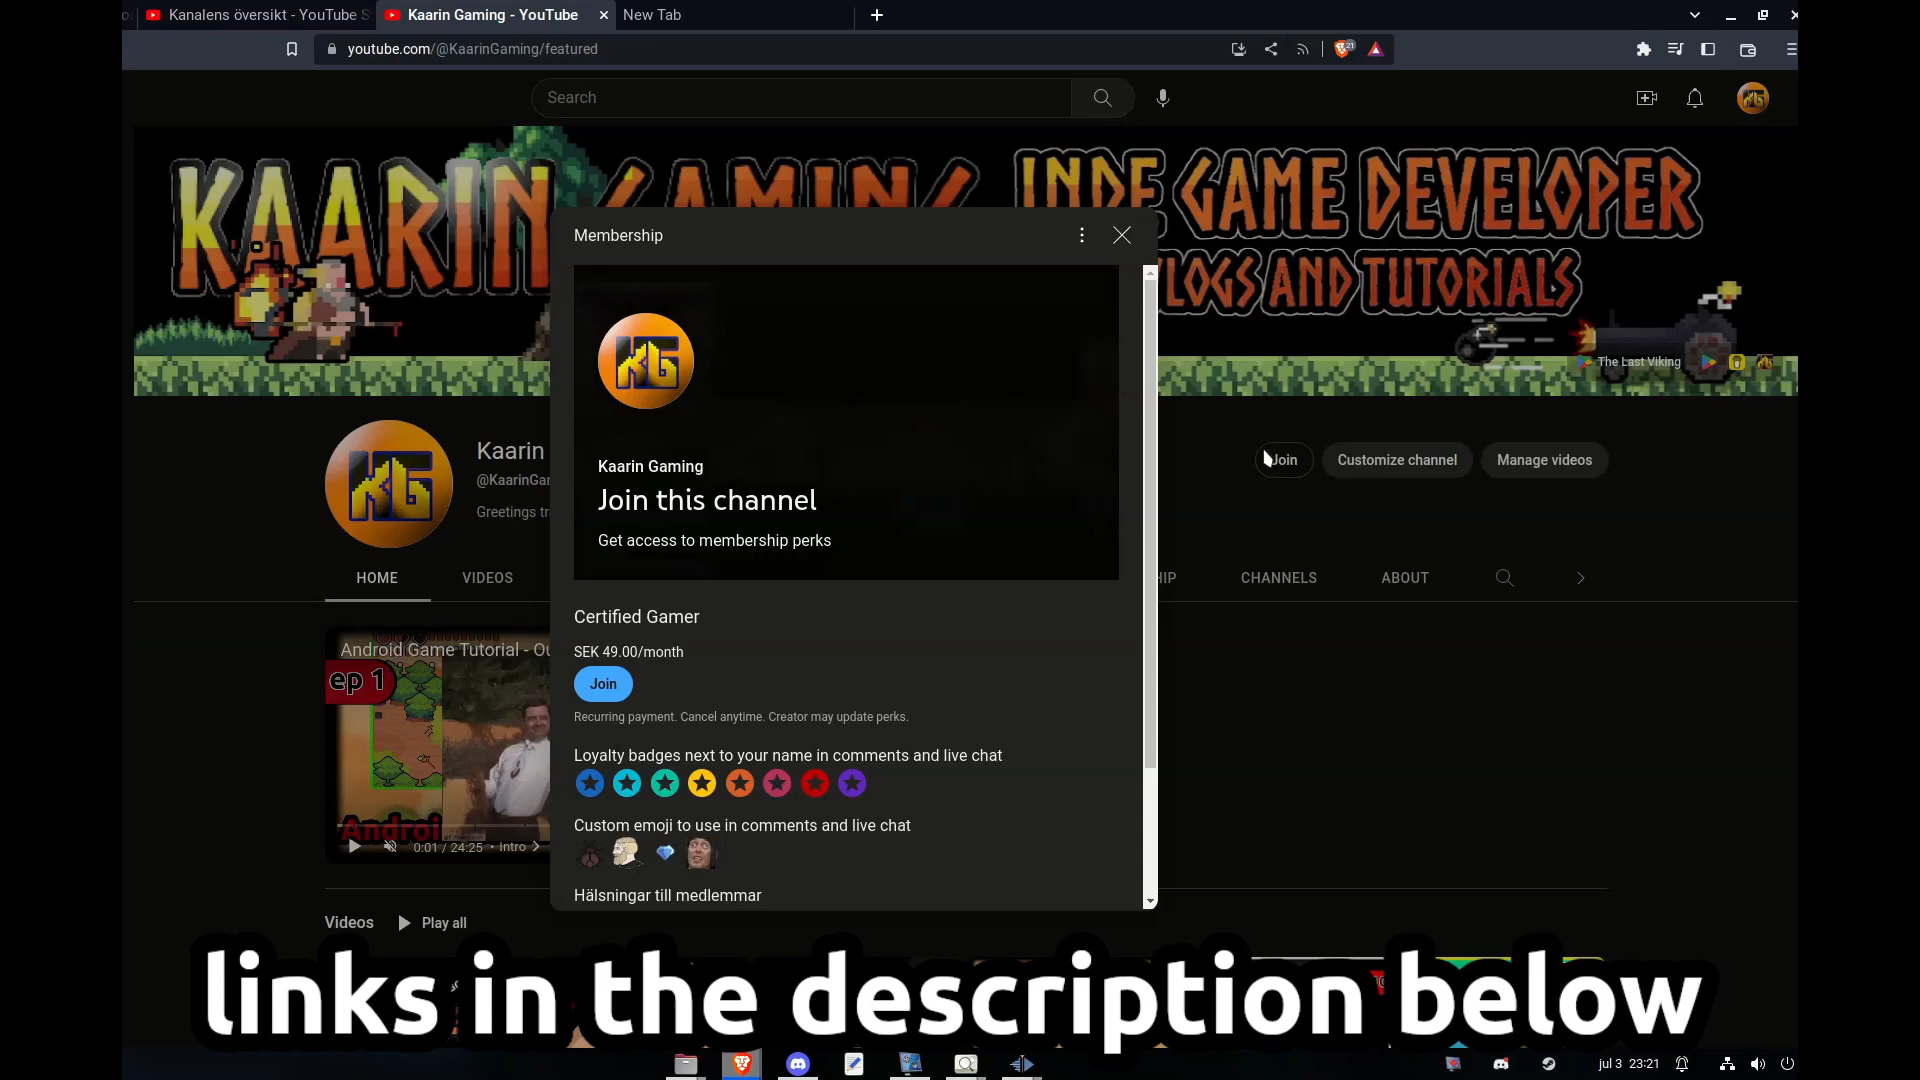 Kanalens översikt - YouTube S
Kaarin Gaming - YouTube
New Tab
youtube.com/@KaarinGaming/featured
21
Search
KAARIN GAMING
INDE GAME DEVELOPER
LOGS AND TUTORIALS
The Last Viking
Membership
KG
Kaarin Gaming
Join this channel
Get access to membership perks
Kaarin
@KaarinGar
Greetings tr
Join
Customize channel
Manage videos
HOME
VIDEOS
HIP
CHANNELS
ABOUT
Certified Gamer
SEK 49.00/month
Join
Recurring payment. Cancel anytime. Creator may update perks.
Loyalty badges next to your name in comments and live chat
Custom emoji to use in comments and live chat
Hälsningar till medlemmar
Android Game Tutorial - Ou
ep 1
Androi
0:01 / 24:25 • Intro
Videos
Play all
links in the description below
jul 3 23:21